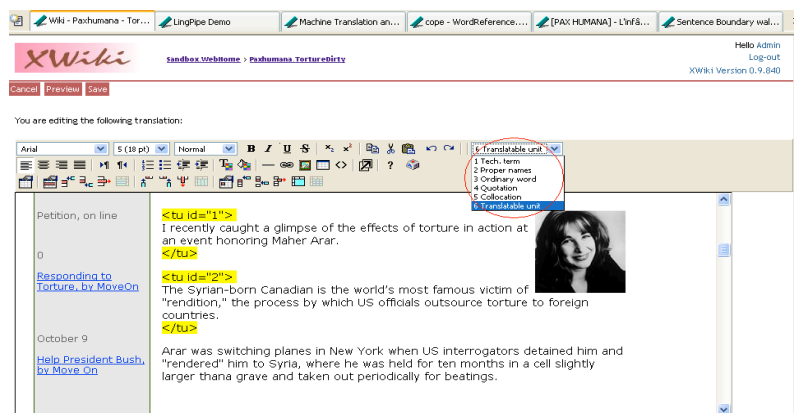 Wiki - Paxhumana - Tor...
LingPipe Demo
Machine Translation an...
cope - WordReference....
[PAX HUMANA] - L'infâ...
Sentence Boundary wal...
XWiki
Sandbox.WebHome > Paxhumana.TortureDirty
Hello Admin
Log-out
XWiki Version 0.9.840
Cancel Preview Save
You are editing the following translation:
Arial 5 (18 pt) Normal B I U S ×₂ ×² 6 Translatable unit
1 Tech. term
2 Proper names
3 Ordinary word
4 Quotation
5 Collocation
6 Translatable unit
Petition, on line
0
Responding to
Torture, by MoveOn
October 9
Help President Bush,
by Move On
<tu id="1">
I recently caught a glimpse of the effects of torture in action at
an event honoring Maher Arar.
</tu>
<tu id="2">
The Syrian-born Canadian is the world's most famous victim of
"rendition," the process by which US officials outsource torture to foreign
countries.
</tu>
Arar was switching planes in New York when US interrogators detained him and
"rendered" him to Syria, where he was held for ten months in a cell slightly
larger thana grave and taken out periodically for beatings.